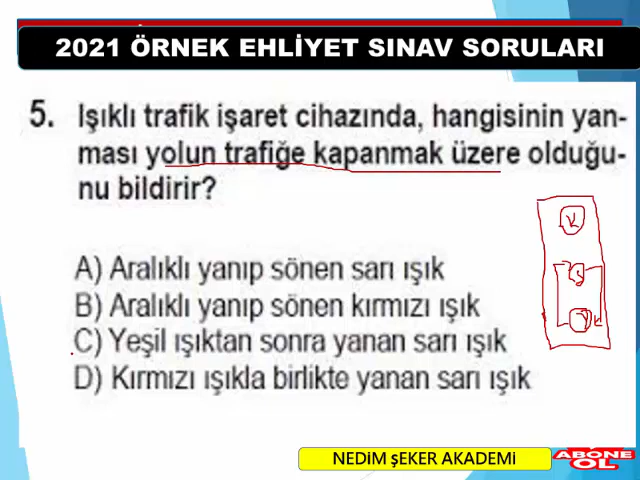 2021 ÖRNEK EHLİYET SINAV SORULARI
5. Işıklı trafik işaret cihazında, hangisinin yan-
ması yolun trafiğe kapanmak üzere olduğu-
nu bildirir?
K
S
Y
A) Aralıklı yanıp sönen sarı ışık
B) Aralıklı yanıp sönen kırmızı ışık
C) Yeşil ışıktan sonra yanan sarı ışık
D) Kırmızı ışıkla birlikte yanan sarı ışık
NEDİM ŞEKER AKADEMİ
ABONE
OL